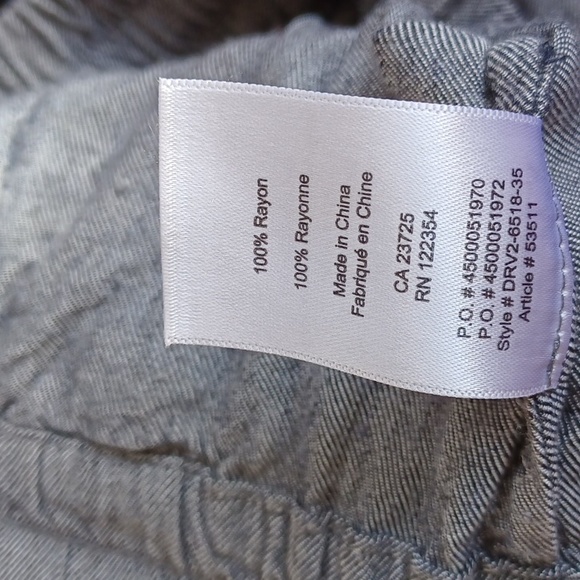 100% Rayon
100% Rayonne
Made in China
Fabriqué en Chine
CA 23725
RN 122354
P.O. # 4500051970
P.O. # 4500051972
Style # DRV2-6518-35
Article # 53511